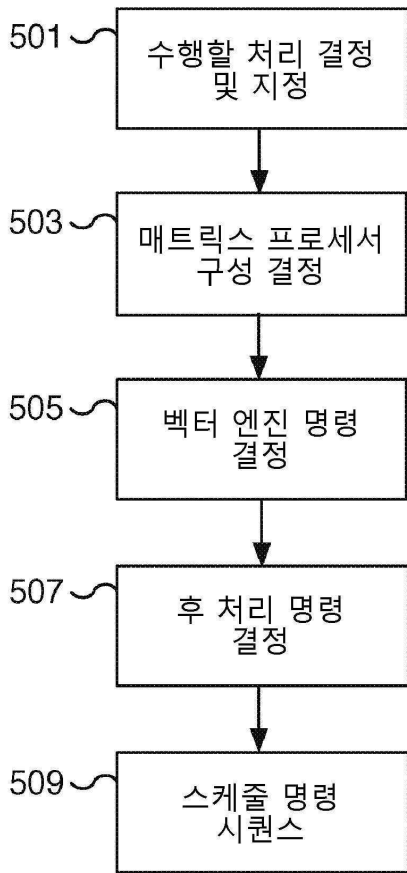 501
수행할 처리 결정
및 지정
503
매트릭스 프로세서
구성 결정
505
벡터 엔진 명령
결정
507
후 처리 명령
결정
509
스케줄 명령
시퀀스